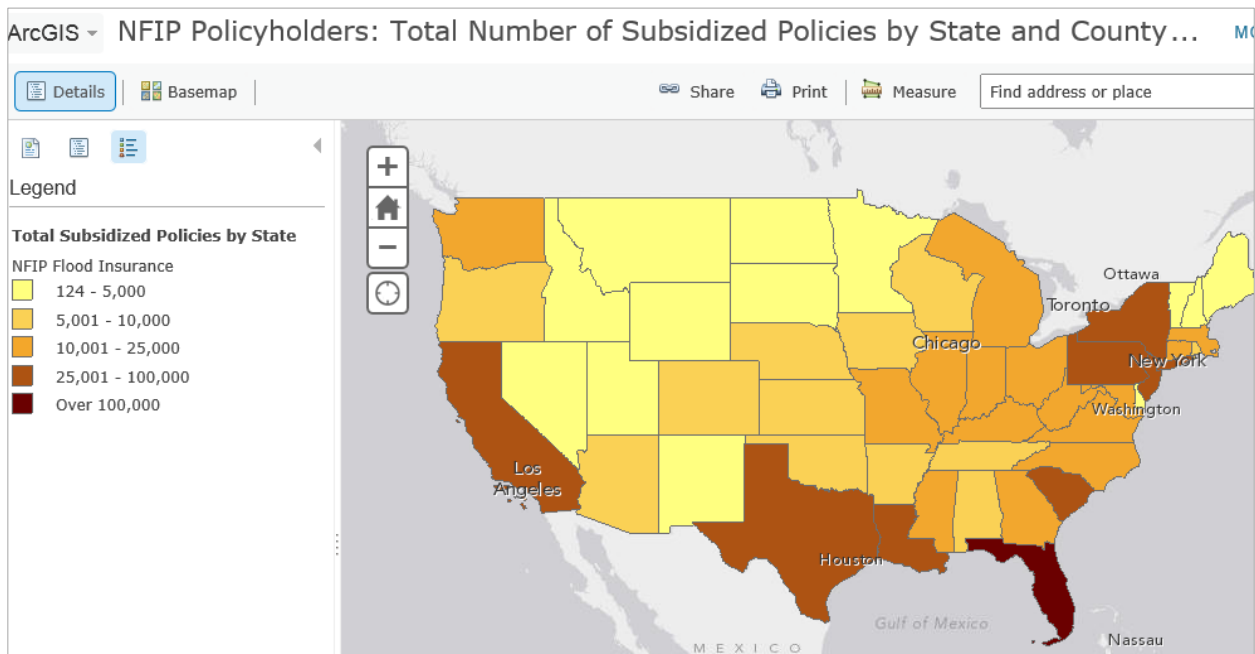 ArcGIS NFIP Policyholders: Total Number of Subsidized Policies by State and County...
Details Basemap Share Print Measure Find address or place
Legend
Total Subsidized Policies by State
NFIP Flood Insurance
124 - 5,000
5,001 - 10,000
10,001 - 25,000
25,001 - 100,000
Over 100,000
Ottawa
Toronto
Chicago
New York
Washington
Los
Angeles
Houston
Gulf of Mexico
Nassau
MEXICO